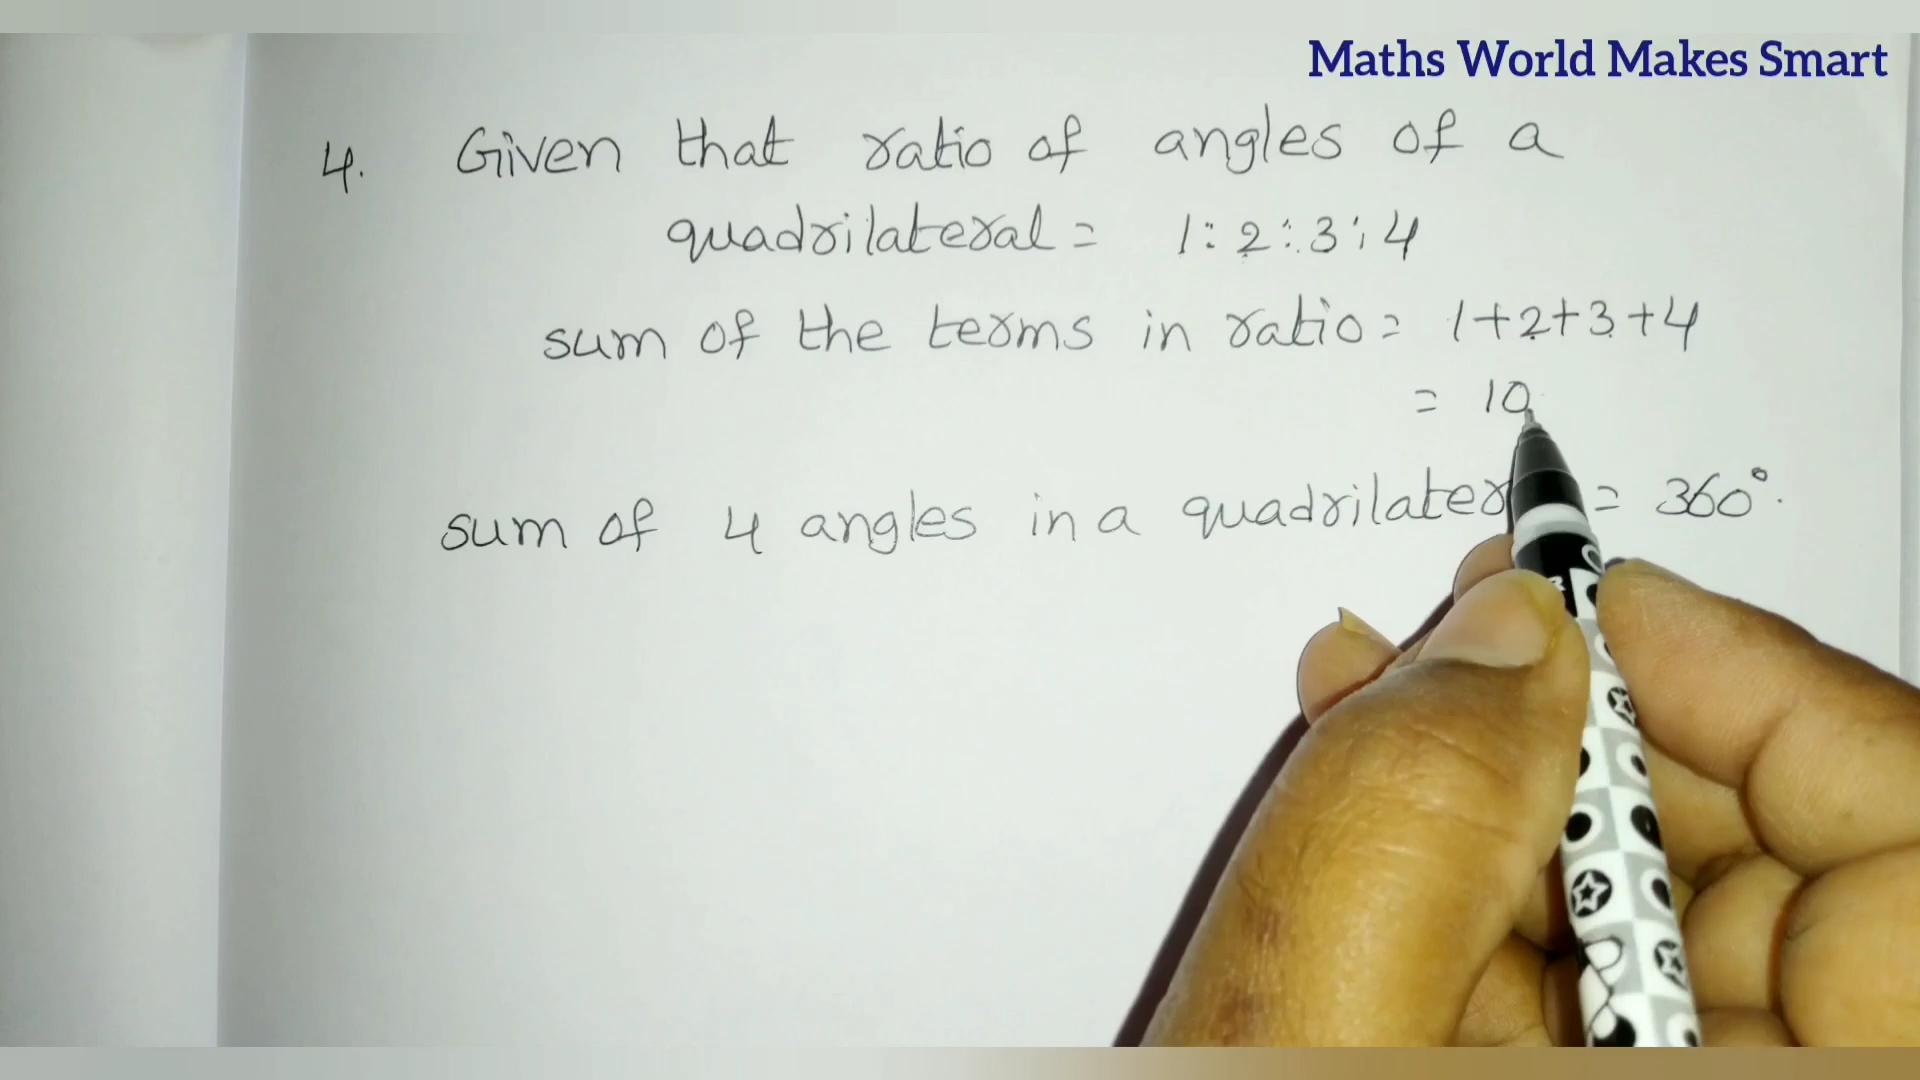 Maths World Makes Smart
4. Given that ratio of angles of a
quadrilateral = 1:2:3:4
sum of the terms in ratio = 1+2+3+4
= 10
sum of 4 angles in a = 360°.